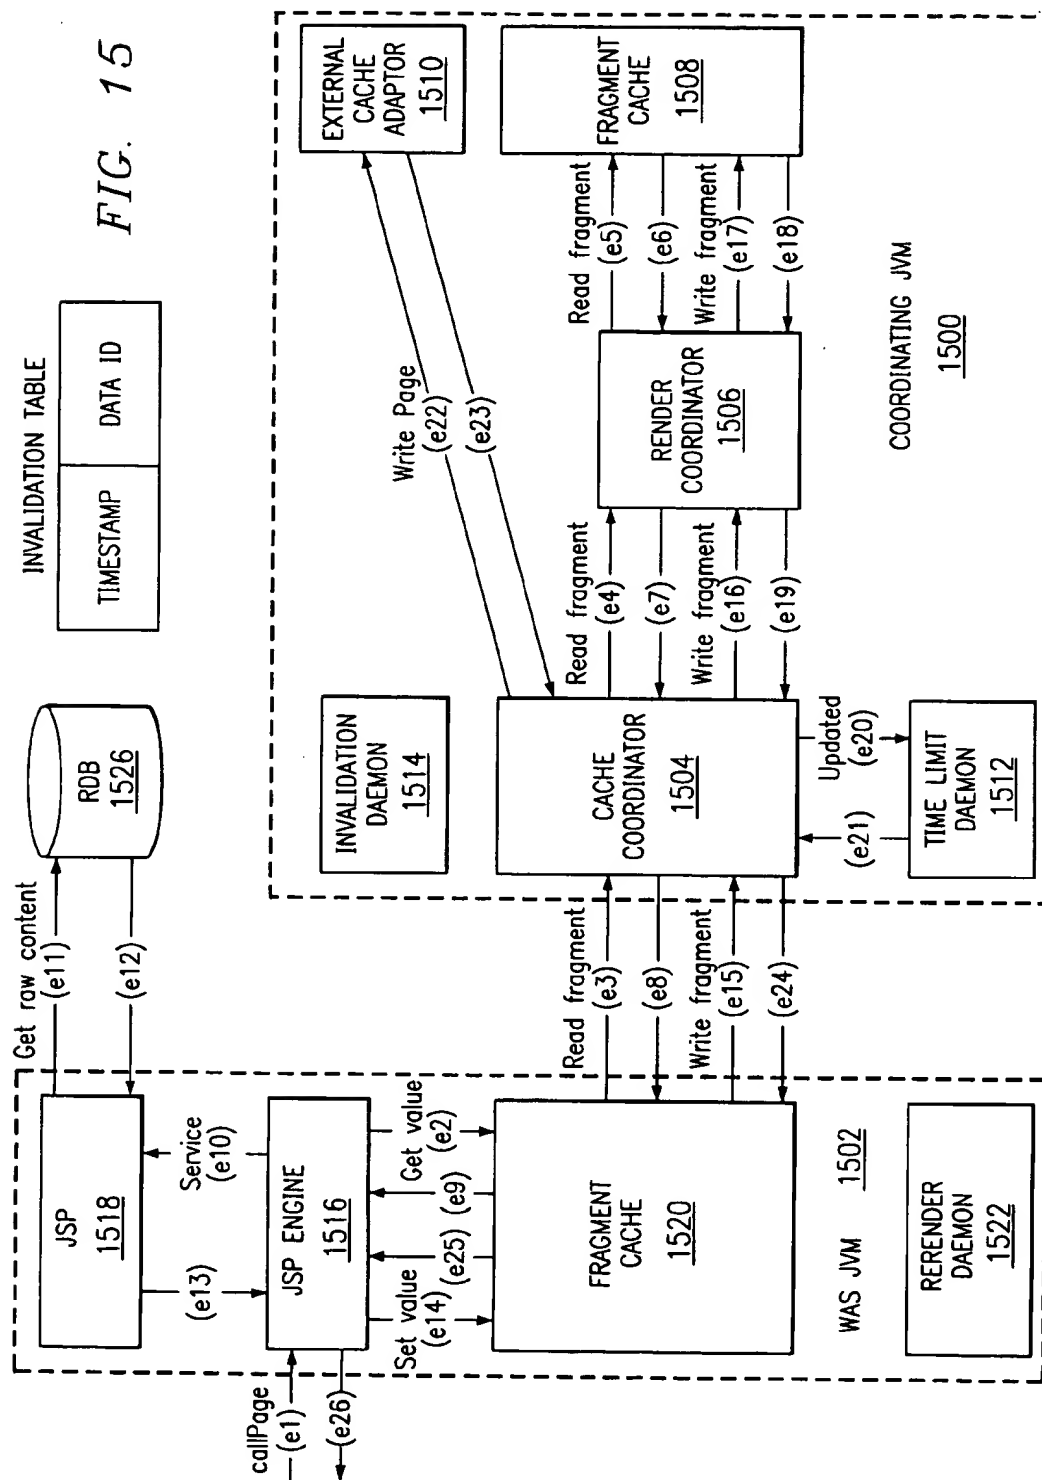 FIG. 15
INVALIDATION TABLE
TIMESTAMP
DATA ID
RDB
1526
Get raw content
(e11)
(e12)
JSP
1518
Service
(e10)
(e13)
JSP ENGINE
1516
callPage
(e1)
(e26)
Get value
(e2)
(e9)
(e25)
Set value
(e14)
FRAGMENT
CACHE
1520
WAS JVM 1502
RERENDER
DAEMON
1522
Read fragment
(e3)
(e8)
Write fragment
(e15)
(e24)
INVALIDATION
DAEMON
1514
CACHE
COORDINATOR
1504
Updated
(e20)
(e21)
TIME LIMIT
DAEMON
1512
Read fragment
(e4)
(e7)
Write fragment
(e16)
(e19)
Write Page
(e22)
(e23)
RENDER
COORDINATOR
1506
Read fragment
(e5)
(e6)
Write fragment
(e17)
(e18)
EXTERNAL
CACHE
ADAPTOR
1510
FRAGMENT
CACHE
1508
COORDINATING JVM
1500